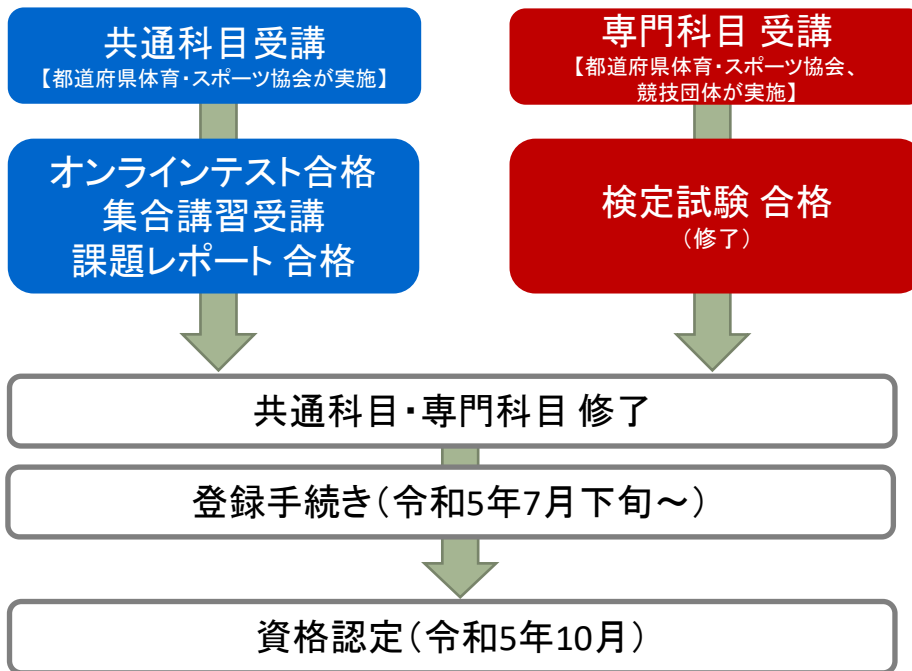 共通科目受講
【都道府県体育・スポーツ協会が実施】
オンラインテスト合格
集合講習受講
課題レポート 合格
専門科目 受講
【都道府県体育・スポーツ協会、
競技団体が実施】
検定試験 合格
（修了）
共通科目・専門科目 修了
登録手続き（令和5年7月下旬～）
資格認定（令和5年10月）